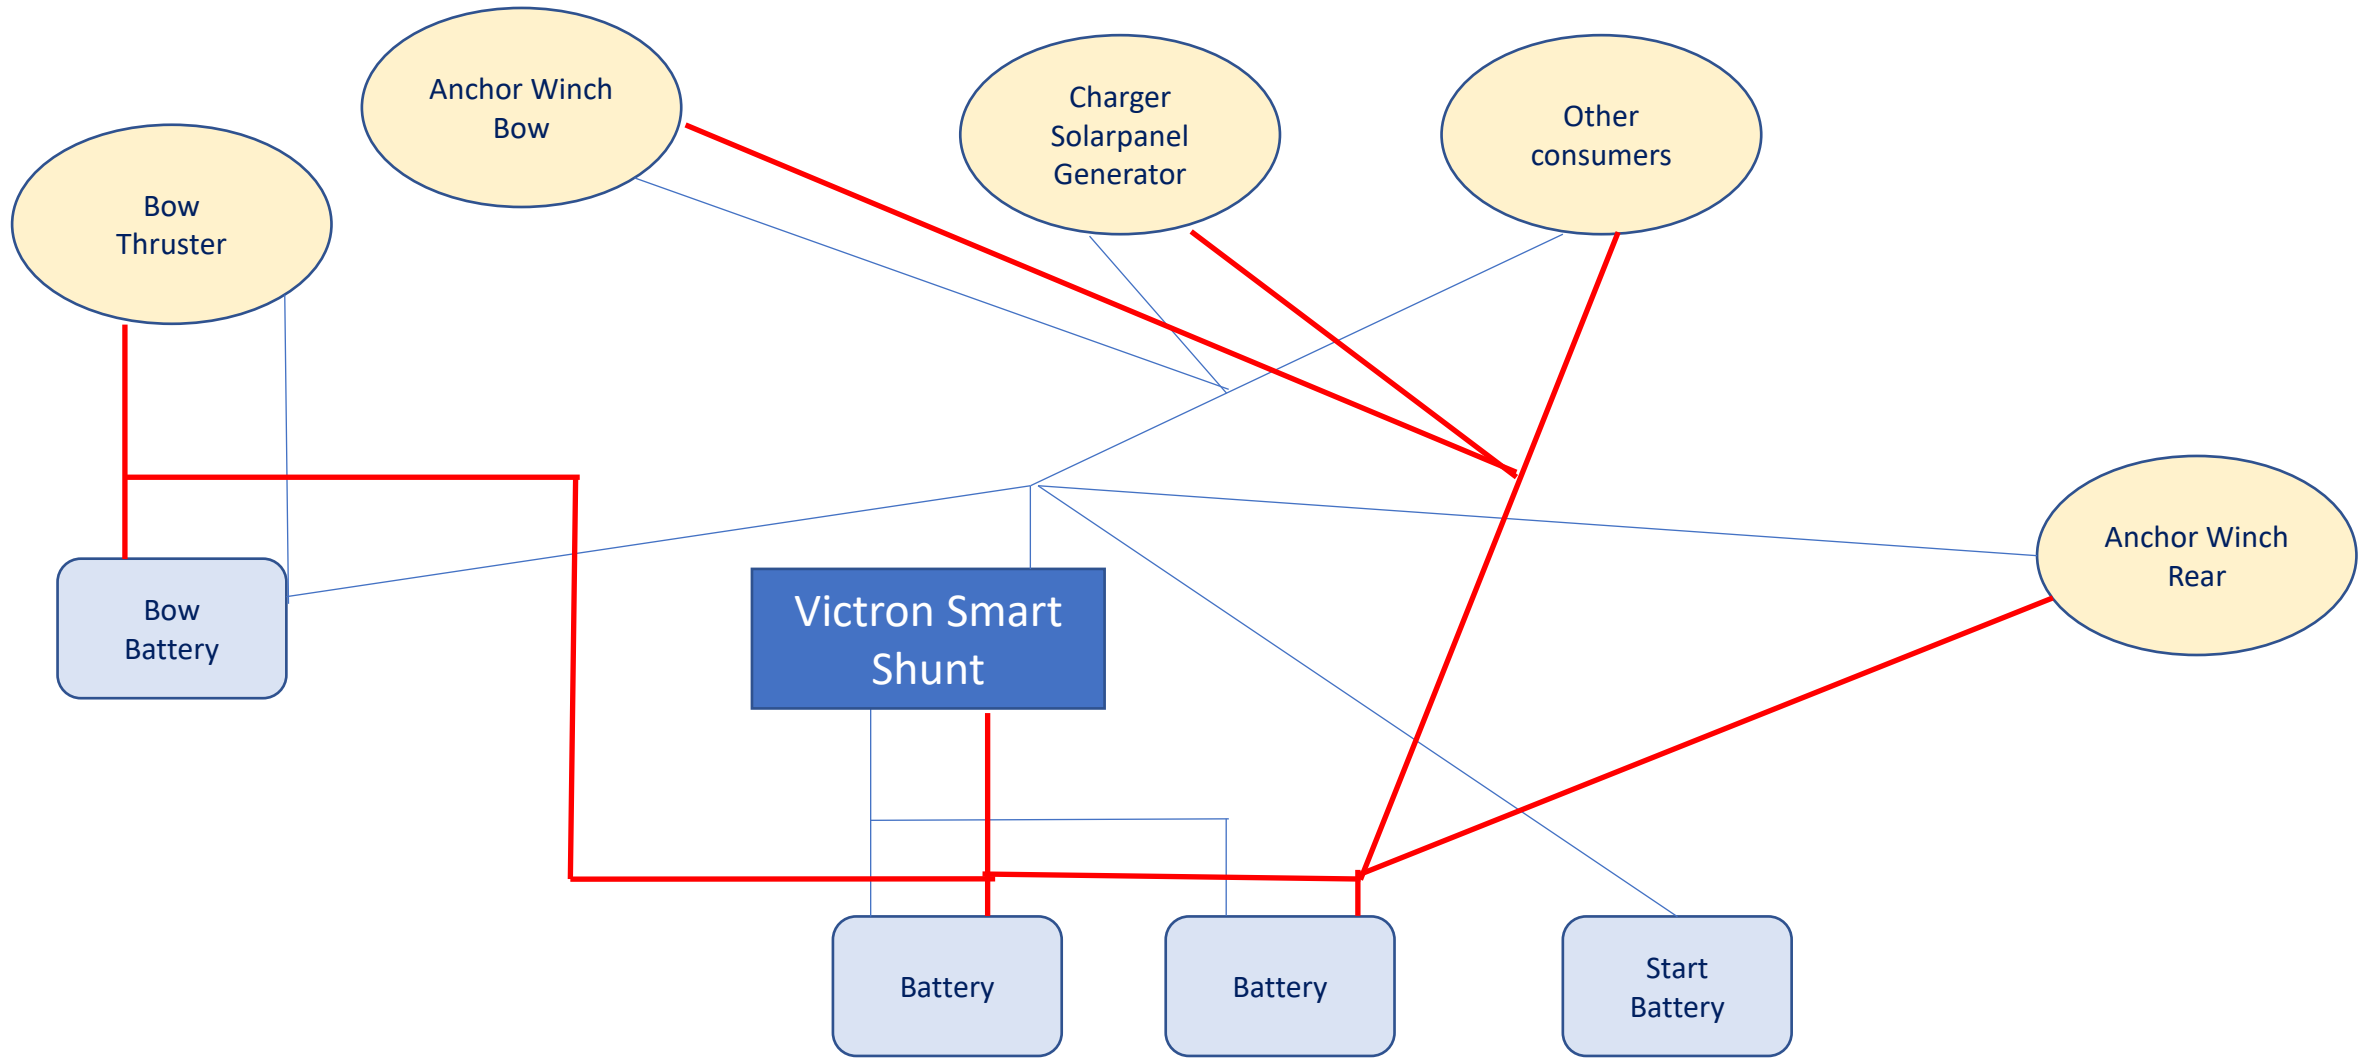 Anchor Winch
Bow
Charger
Solarpanel
Generator
Other
consumers
Bow
Thruster
Anchor Winch
Rear
Bow
Battery
Victron Smart
Shunt
Battery
Battery
Start
Battery